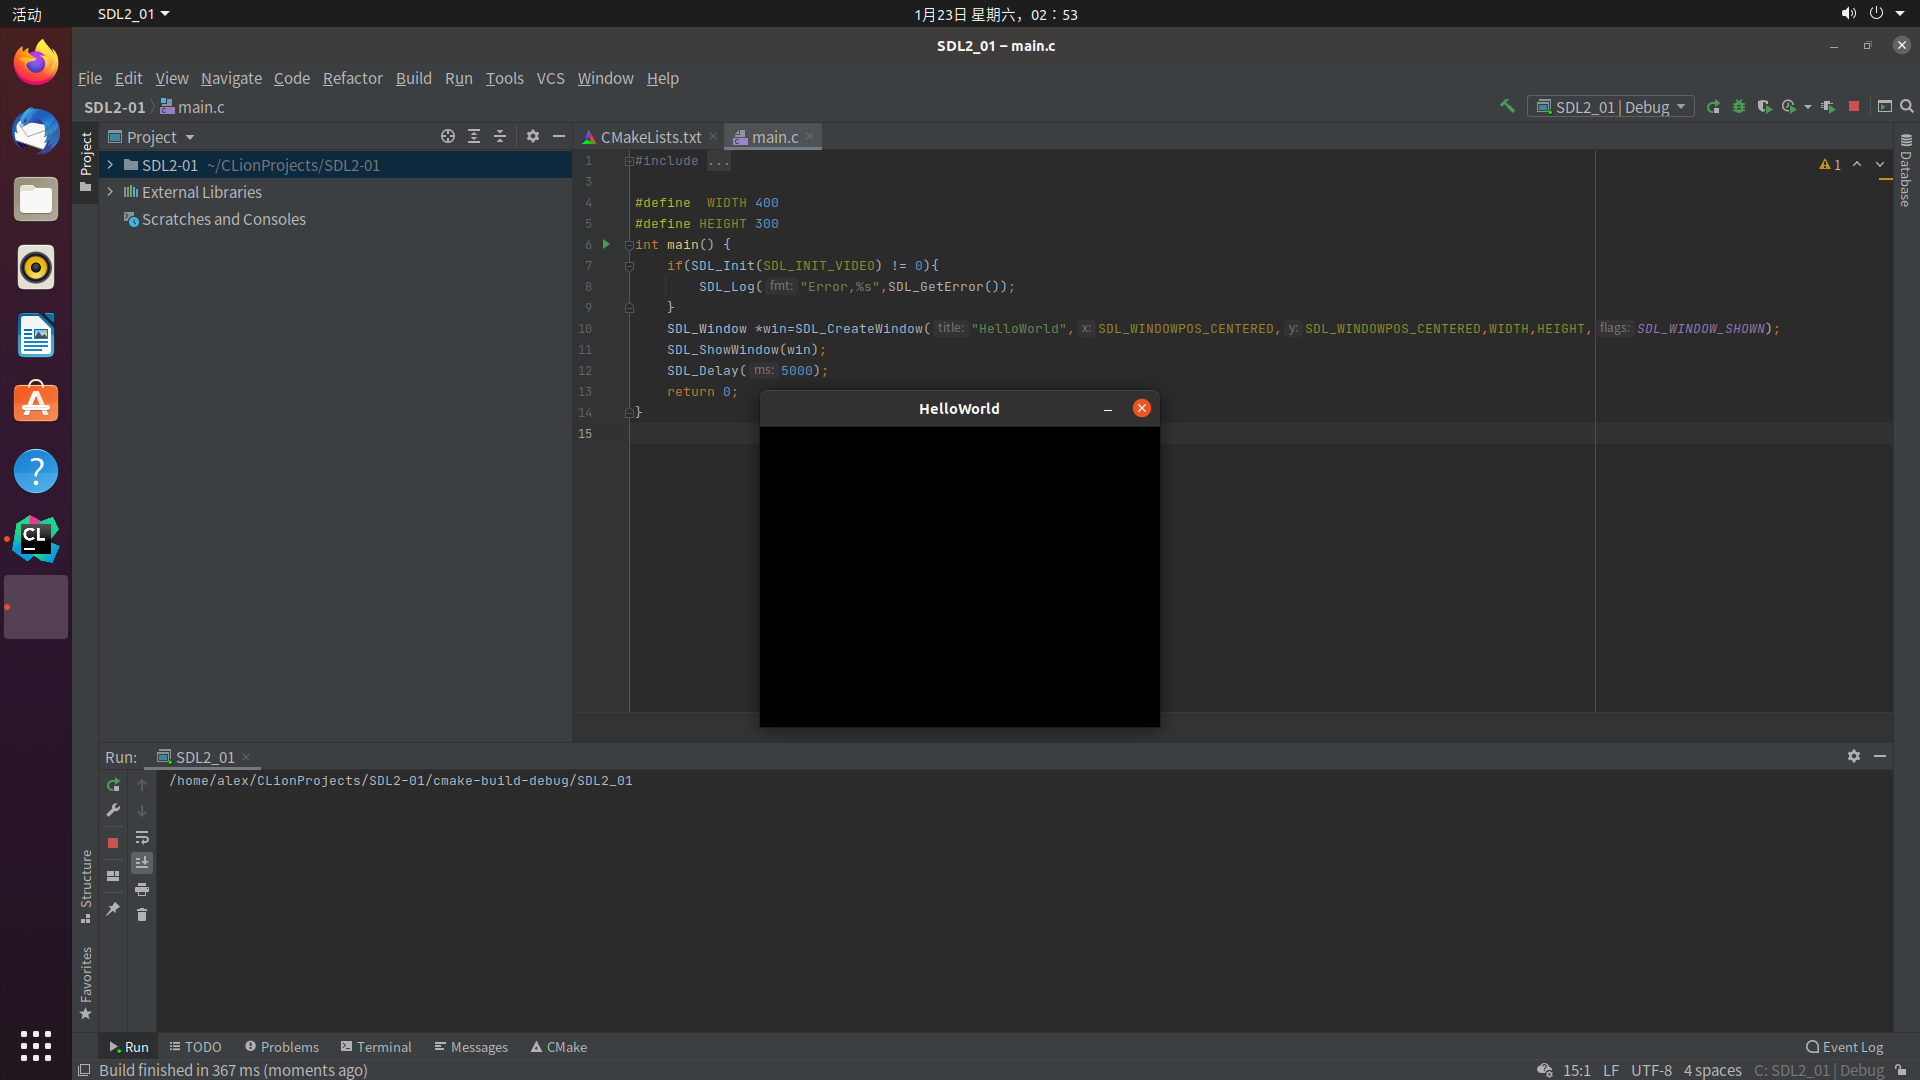 活动
SDL2_01
1月23日 星期六，02：53
SDL2_01 – main.c
File Edit View Navigate Code Refactor Build Run Tools VCS Window Help
SDL2-01 main.c
SDL2_01 | Debug
Project
Project
CMakeLists.txt
main.c
Database
SDL2-01 ~/CLionProjects/SDL2-01
External Libraries
Scratches and Consoles
1 #include ...
3
4 #define  WIDTH 400
5 #define HEIGHT 300
6 int main() {
7 if(SDL_Init(SDL_INIT_VIDEO) != 0){
8 SDL_Log( fmt: "Error,%s",SDL_GetError());
9 }
10 SDL_Window *win=SDL_CreateWindow( title: "HelloWorld", x: SDL_WINDOWPOS_CENTERED, y: SDL_WINDOWPOS_CENTERED,WIDTH,HEIGHT, flags: SDL_WINDOW_SHOWN);
11 SDL_ShowWindow(win);
12 SDL_Delay( ms: 5000);
13 return 0;
14 }
15
1
HelloWorld
CL
Run: SDL2_01
/home/alex/CLionProjects/SDL2-01/cmake-build-debug/SDL2_01
Structure
Favorites
Run TODO Problems Terminal Messages CMake
Event Log
Build finished in 367 ms (moments ago)
15:1 LF UTF-8 4 spaces C: SDL2_01 | Debug